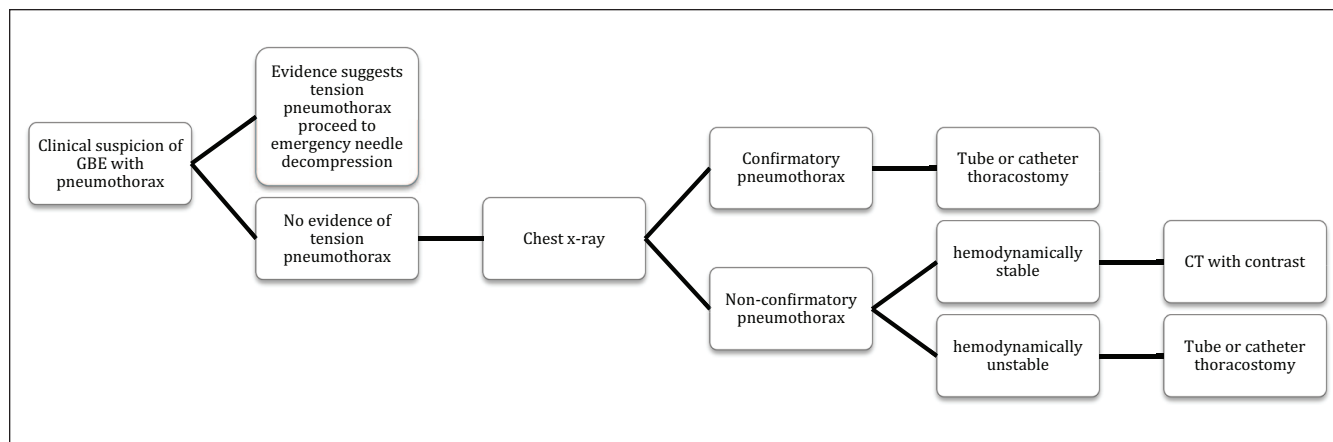 Clinical suspicion of
GBE with
pneumothorax
Evidence suggests
tension
pneumothorax
proceed to
emergency needle
decompression
No evidence of
tension
pneumothorax
Chest x-ray
Confirmatory
pneumothorax
Tube or catheter
thoracostomy
Non-confirmatory
pneumothorax
hemodynamically
stable
CT with contrast
hemodynamically
unstable
Tube or catheter
thoracostomy